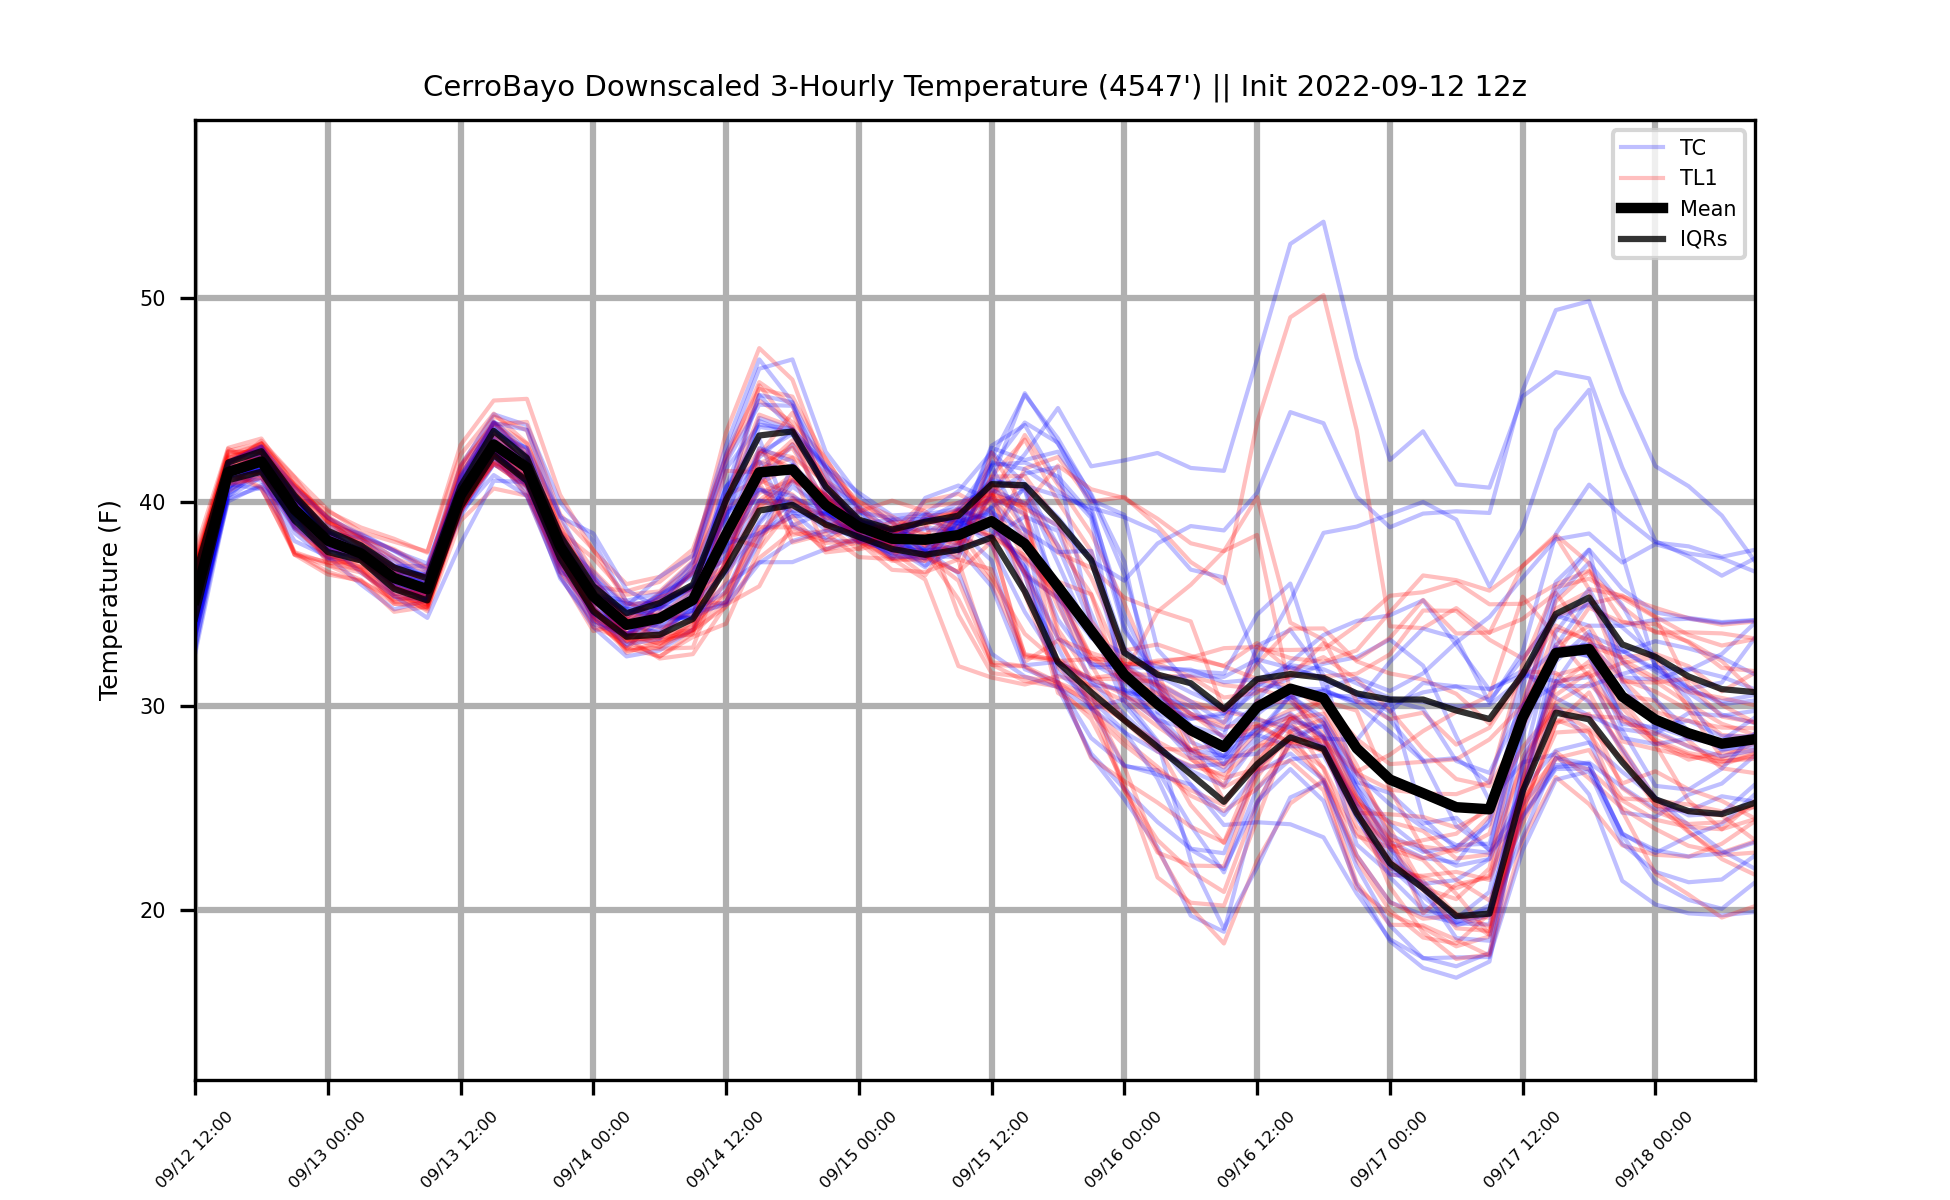 CerroBayo Downscaled 3-Hourly Temperature (4547') || Init 2022-09-12 12z
TC
TL1
Mean
IQRs
Temperature (F)
50
40
30
20
09/12 12:00
09/13 00:00
09/13 12:00
09/14 00:00
09/14 12:00
09/15 00:00
09/15 12:00
09/16 00:00
09/16 12:00
09/17 00:00
09/17 12:00
09/18 00:00